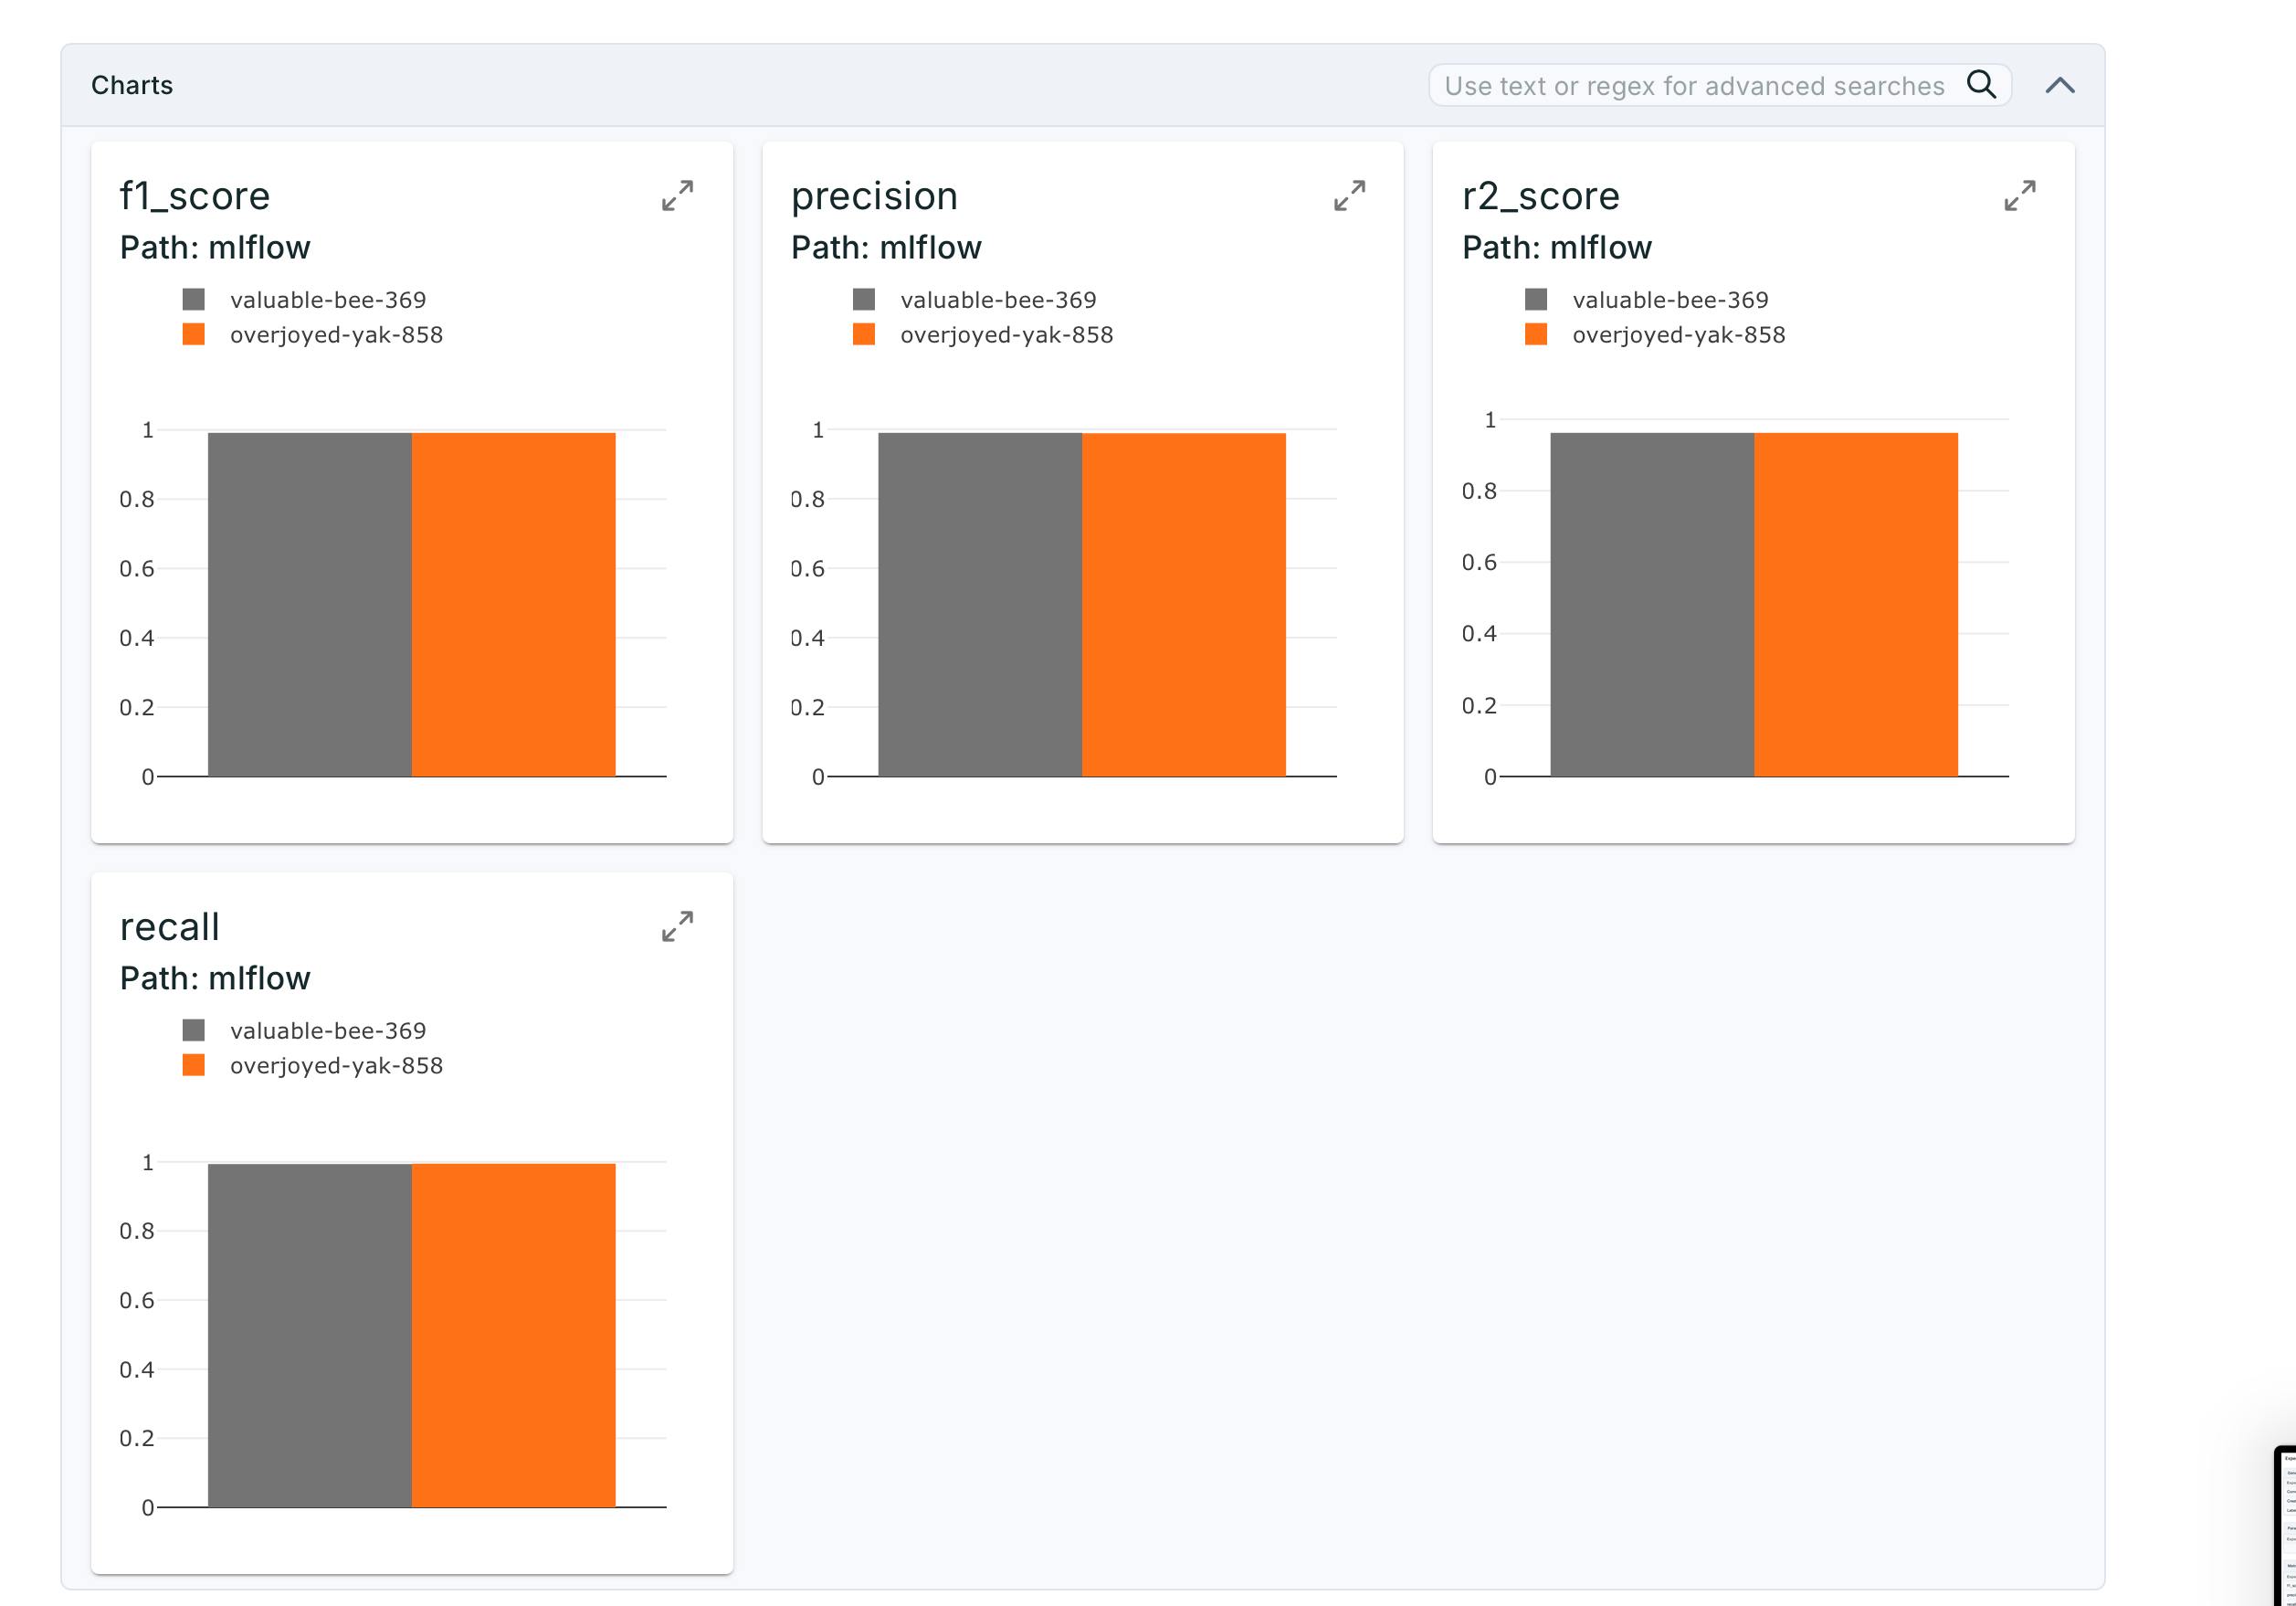 Charts
Use text or regex for advanced searches
f1_score
Path: mlflow
valuable-bee-369
overjoyed-yak-858
1
0.8
0.6
0.4
0.2
0
precision
Path: mlflow
valuable-bee-369
overjoyed-yak-858
1
0.8
0.6
0.4
0.2
0
r2_score
Path: mlflow
valuable-bee-369
overjoyed-yak-858
1
0.8
0.6
0.4
0.2
0
recall
Path: mlflow
valuable-bee-369
overjoyed-yak-858
1
0.8
0.6
0.4
0.2
0